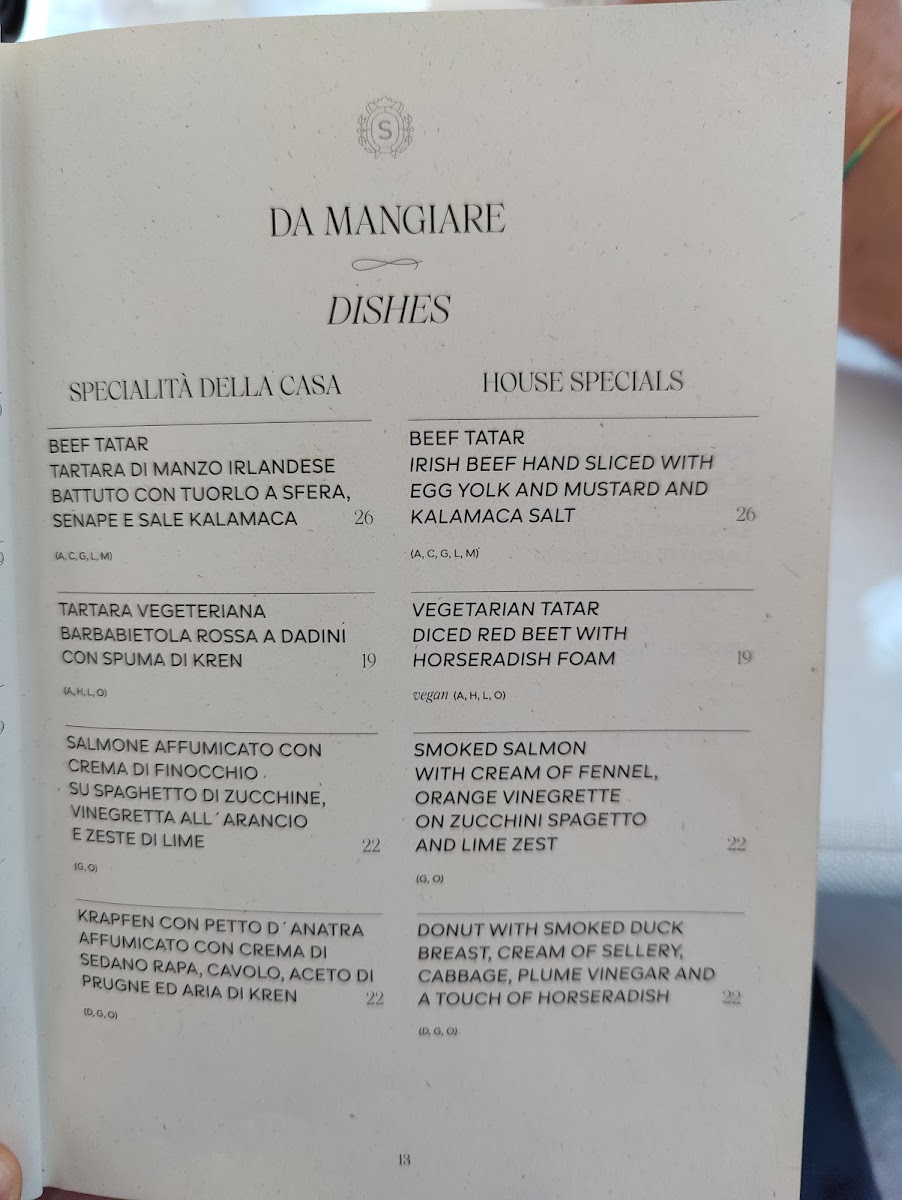 S
DA MANGIARE
DISHES
SPECIALITÀ DELLA CASA
BEEF TATAR
TARTARA DI MANZO IRLANDESE
BATTUTO CON TUORLO A SFERA,
SENAPE E SALE KALAMACA 26
(A, C, G, L, M)
TARTARA VEGETERIANA
BARBABIETOLA ROSSA A DADINI
CON SPUMA DI KREN 19
(A, H, L, O)
SALMONE AFFUMICATO CON
CREMA DI FINOCCHIO
SU SPAGHETTO DI ZUCCHINE,
VINEGRETTA ALL´ARANCIO
E ZESTE DI LIME 22
(G, O)
KRAPFEN CON PETTO D´ANATRA
AFFUMICATO CON CREMA DI
SEDANO RAPA, CAVOLO, ACETO DI
PRUGNE ED ARIA DI KREN 22
(D, G, O)
HOUSE SPECIALS
BEEF TATAR
IRISH BEEF HAND SLICED WITH
EGG YOLK AND MUSTARD AND
KALAMACA SALT 26
(A, C, G, L, M)
VEGETARIAN TATAR
DICED RED BEET WITH
HORSERADISH FOAM 19
vegan (A, H, L, O)
SMOKED SALMON
WITH CREAM OF FENNEL,
ORANGE VINEGRETTE
ON ZUCCHINI SPAGETTO
AND LIME ZEST 22
(G, O)
DONUT WITH SMOKED DUCK
BREAST, CREAM OF SELLERY,
CABBAGE, PLUME VINEGAR AND
A TOUCH OF HORSERADISH 22
(D, G, O)
13